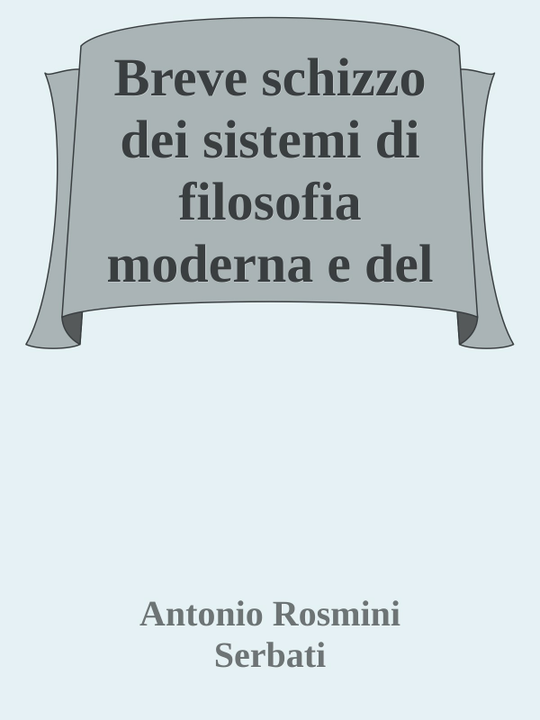 Breve schizzo
dei sistemi di
filosofia
moderna e del
Antonio Rosmini
Serbati